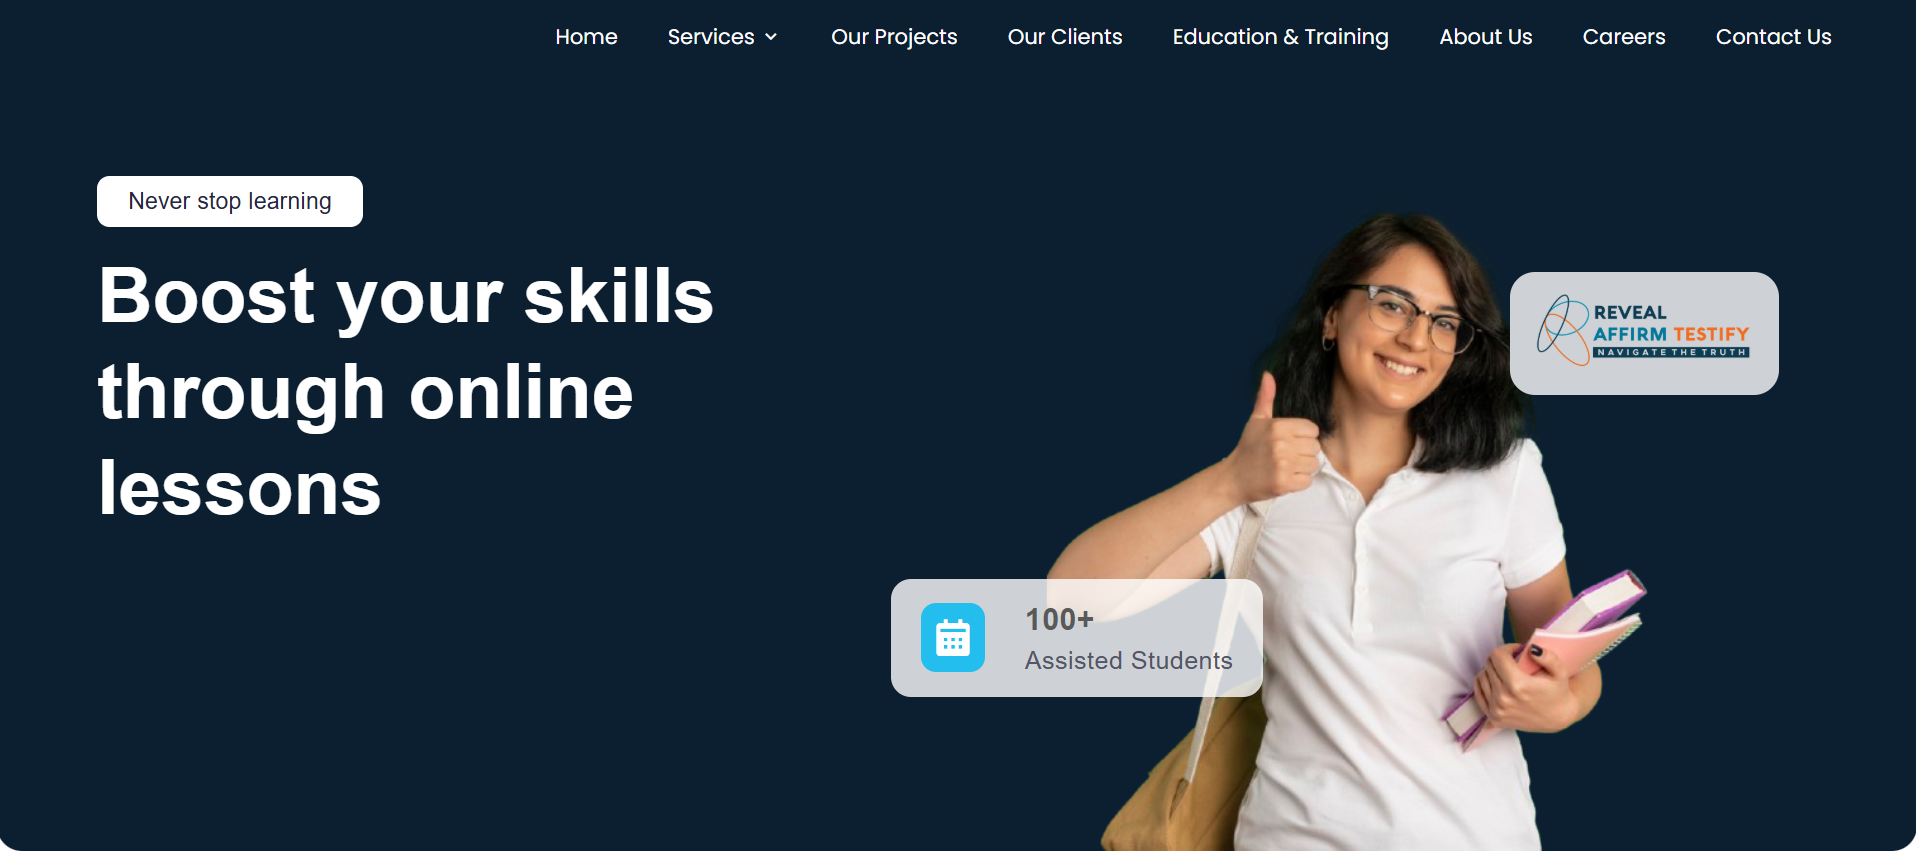 Home Services Our Projects Our Clients Education & Training About Us Careers Contact Us
Never stop learning
Boost your skills
through online
lessons
REVEAL
AFFIRM TESTIFY
NAVIGATE THE TRUTH
100+
Assisted Students